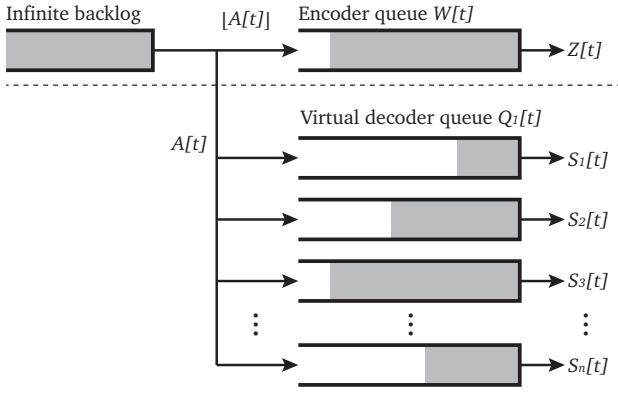 Infinite backlog
⌊A[t]⌋
Encoder queue W[t]
Z[t]
Virtual decoder queue Q₁[t]
A[t]
S₁[t]
S₂[t]
S₃[t]
Sₙ[t]